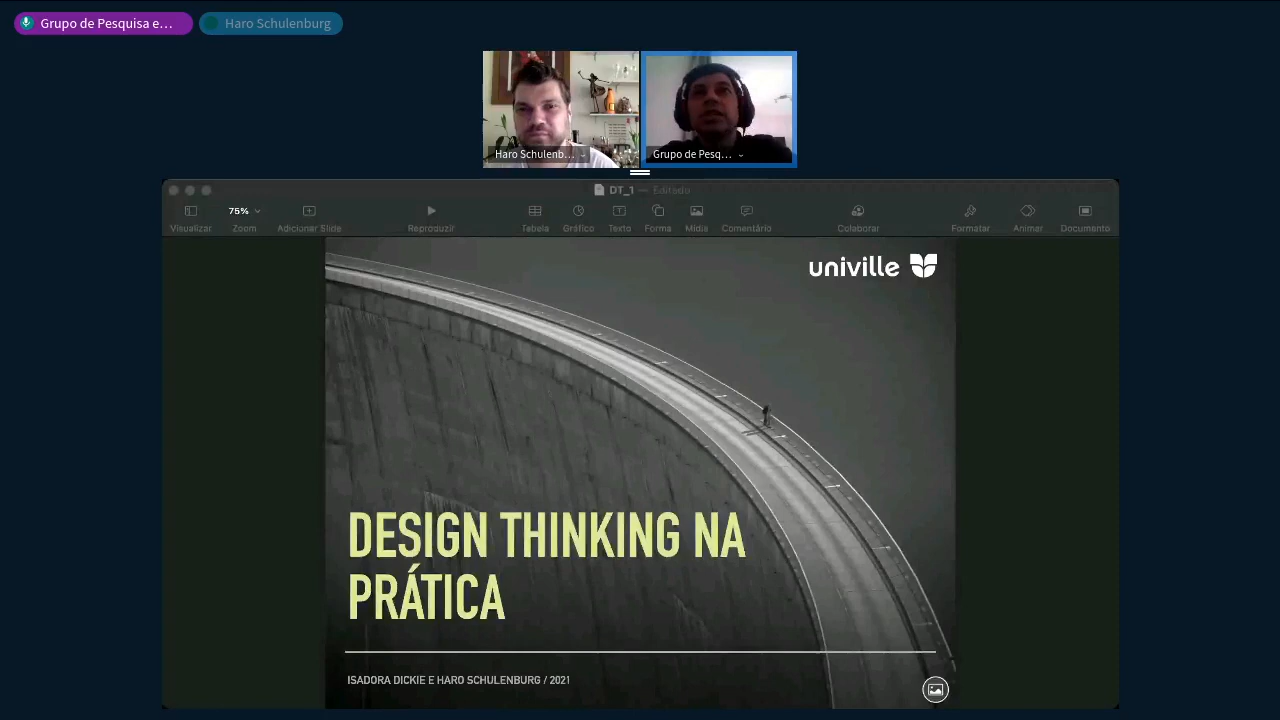 Grupo de Pesquisa e...
Haro Schulenburg
Haro Schulenb...
Grupo de Pesq...
DT_1 — Editado
75%
Visualizar
Zoom
Adicionar Slide
Reproduzir
Tabela
Gráfico
Texto
Forma
Mídia
Comentário
Colaborar
Formatar
Animar
Documento
univille
DESIGN THINKING NA
PRÁTICA
ISADORA DICKIE E HARO SCHULENBURG / 2021